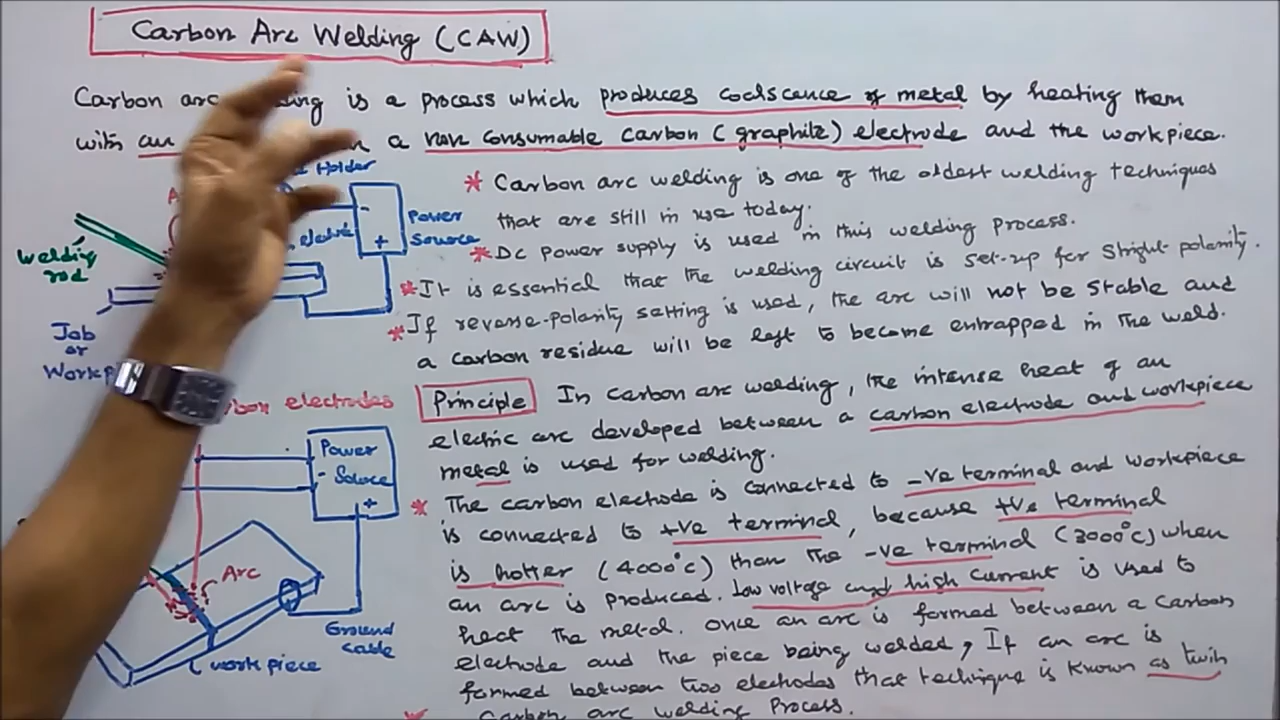 Carbon Arc Welding (CAW)
Carbon arc welding is a process which produces coalscence of metal by heating them
with an a non consumable carbon (graphite) electrode and the workpiece.
Holder
Power
Source
-
+
electrode
Welding
rod
Job
or
Workp
* Carbon arc welding is one of the oldest welding techniques
that are still in use today.
* DC power supply is used in this welding process.
* It is essential that the welding circuit is set-up for Stright polarity.
* If reverse-polarity setting is used, the arc will not be stable and
a carbon residue will be left to become entrapped in the weld.
Principle In carbon arc welding, the intense heat of an
electric arc developed between a carbon electrode and workpiece
metal is used for welding.
* The carbon electrode is connected to -ve terminal and workpiece
is connected to +ve terminal, because +ve terminal
is hotter (4000°C) than the -ve terminal (3000°C) when
an arc is produced. Low voltage and high current is used to
heat the metal. Once an arc is formed between a carbon
electrode and the piece being welded, If an arc is
formed between two electrodes that technique is known as twin
carbon arc welding process.
rbon electrodes
Power
- Source
+
Arc
Ground
cable
workpiece